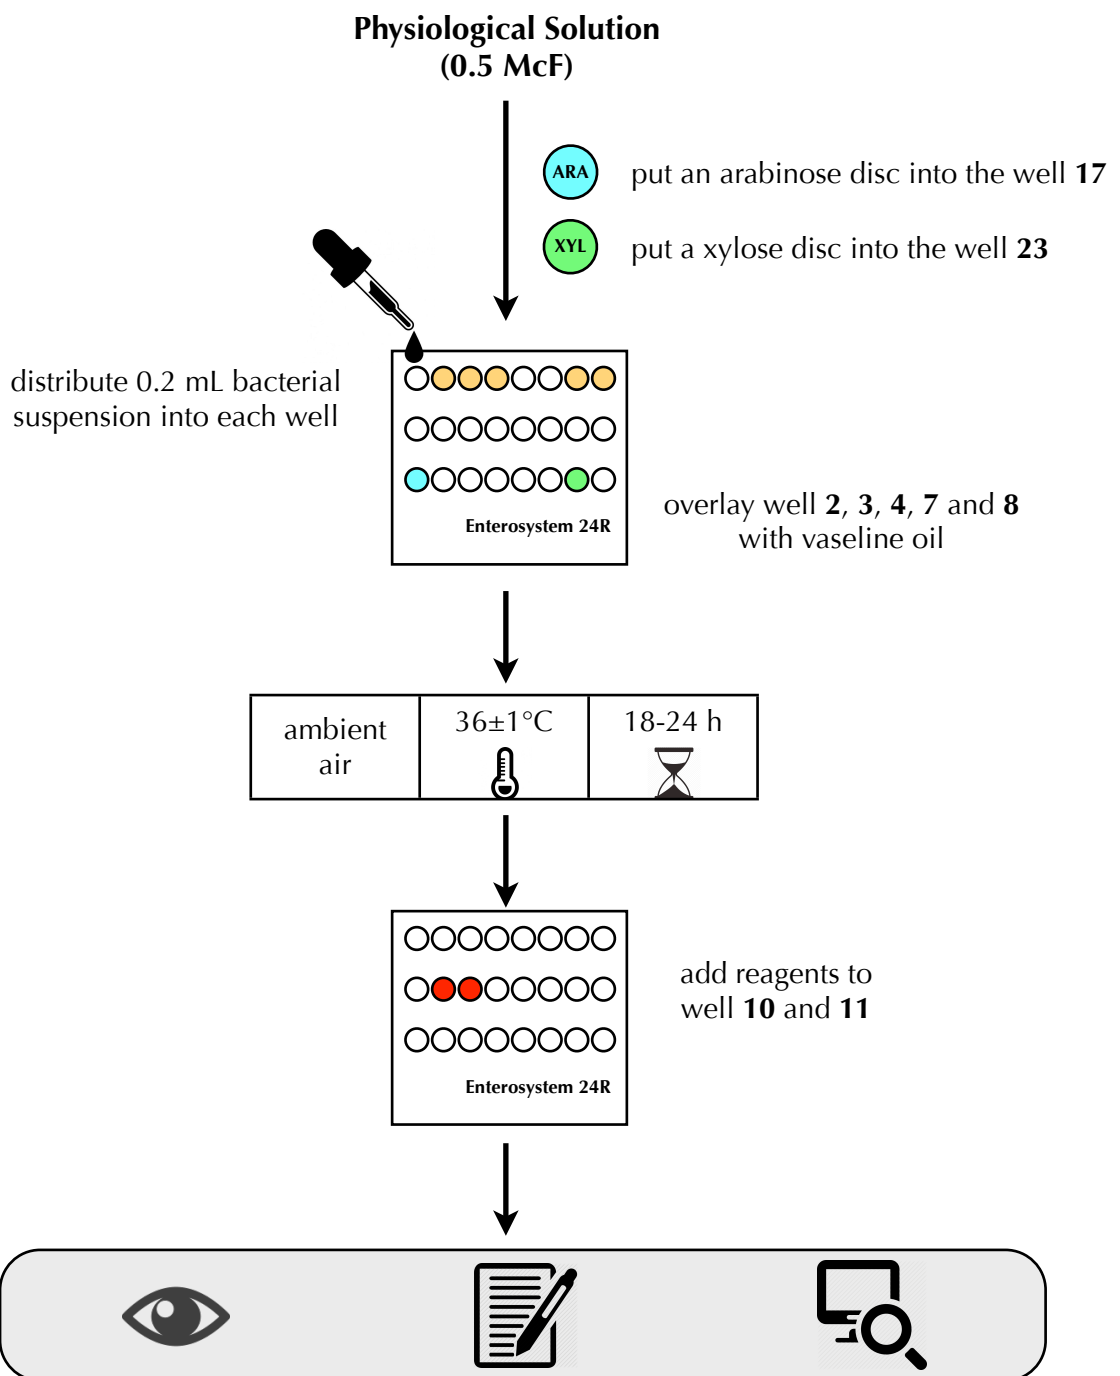 Physiological Solution
(0.5 McF)
ARA
put an arabinose disc into the well 17
XYL
put a xylose disc into the well 23
distribute 0.2 mL bacterial
suspension into each well
Enterosystem 24R
overlay well 2, 3, 4, 7 and 8
with vaseline oil
ambient
air
36±1°C
18-24 h
add reagents to
well 10 and 11
Enterosystem 24R